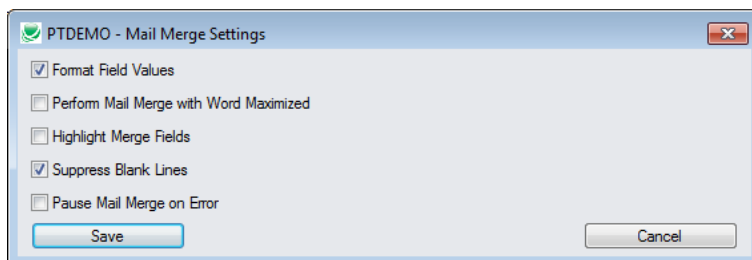 PTDEMO - Mail Merge Settings
Format Field Values
Perform Mail Merge with Word Maximized
Highlight Merge Fields
Suppress Blank Lines
Pause Mail Merge on Error
Save Cancel